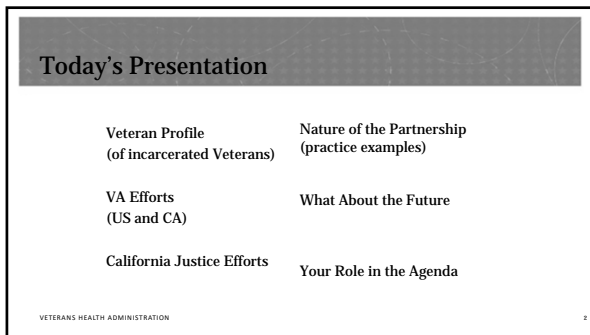 Today's Presentation
Veteran Profile
(of incarcerated Veterans)
VA Efforts
(US and CA)
California Justice Efforts
Nature of the Partnership
(practice examples)
What About the Future
Your Role in the Agenda
VETERANS HEALTH ADMINISTRATION
2